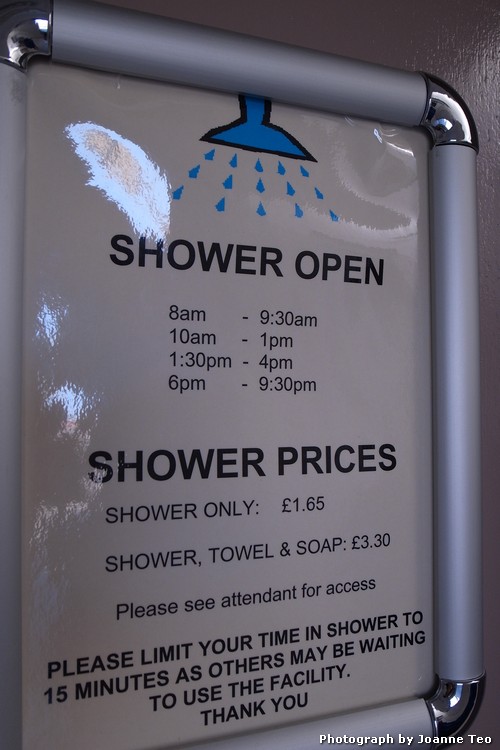 SHOWER OPEN
8am - 9:30am
10am - 1pm
1:30pm - 4pm
6pm - 9:30pm
SHOWER PRICES
SHOWER ONLY: £1.65
SHOWER, TOWEL & SOAP: £3.30
Please see attendant for access
PLEASE LIMIT YOUR TIME IN SHOWER TO
15 MINUTES AS OTHERS MAY BE WAITING
TO USE THE FACILITY.
THANK YOU
Photograph by Joanne Teo